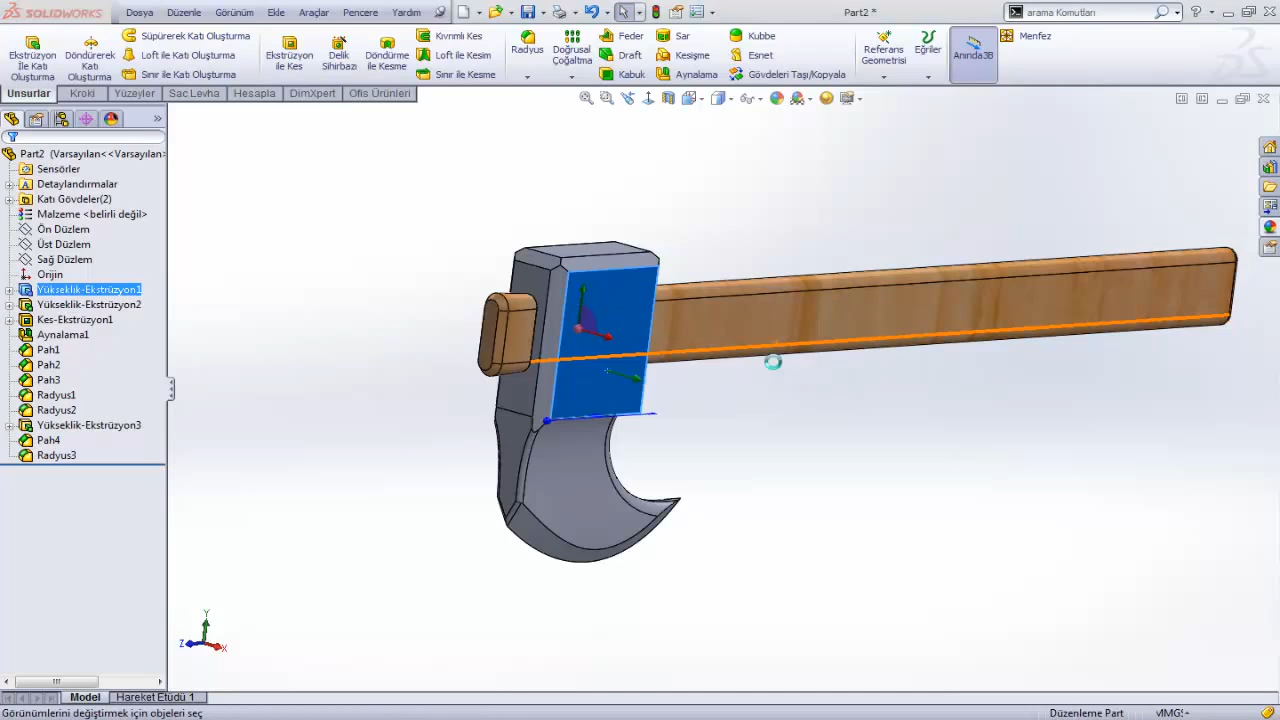 SOLIDWORKS Dosya Düzenle Görünüm Ekle Araçlar Pencere Yardım Part2 * arama Komutları
Ekstrüzyon İle Katı Oluşturma
Döndürerek Katı Oluşturma
Süpürerek Katı Oluşturma
Loft ile Katı Oluşturma
Sınır ile Katı Oluşturma
Ekstrüzyon ile Kes
Delik Sihirbazı
Döndürme ile Kesme
Kıvrımlı Kes
Loft ile Kesim
Sınır ile Kesme
Radyus
Doğrusal Çoğaltma
Feder
Draft
Kabuk
Sar
Kesişme
Aynalama
Kubbe
Esnet
Gövdeleri Taşı/Kopyala
Referans Geometrisi
Eğriler
Anında3B
Menfez
Unsurlar Kroki Yüzeyler Sac Levha Hesapla DimXpert Ofis Ürünleri
Part2 (Varsayılan<<Varsayılan>
Sensörler
Detaylandırmalar
Katı Gövdeler(2)
Malzeme <belirli değil>
Ön Düzlem
Üst Düzlem
Sağ Düzlem
Orijin
Yükseklik-Ekstrüzyon1
Yükseklik-Ekstrüzyon2
Kes-Ekstrüzyon1
Aynalama1
Pah1
Pah2
Pah3
Radyus1
Radyus2
Yükseklik-Ekstrüzyon3
Pah4
Radyus3
Y
Z
X
Model Hareket Etüdü 1
Görünümlerini değiştirmek için objeleri seç Düzenleme Part